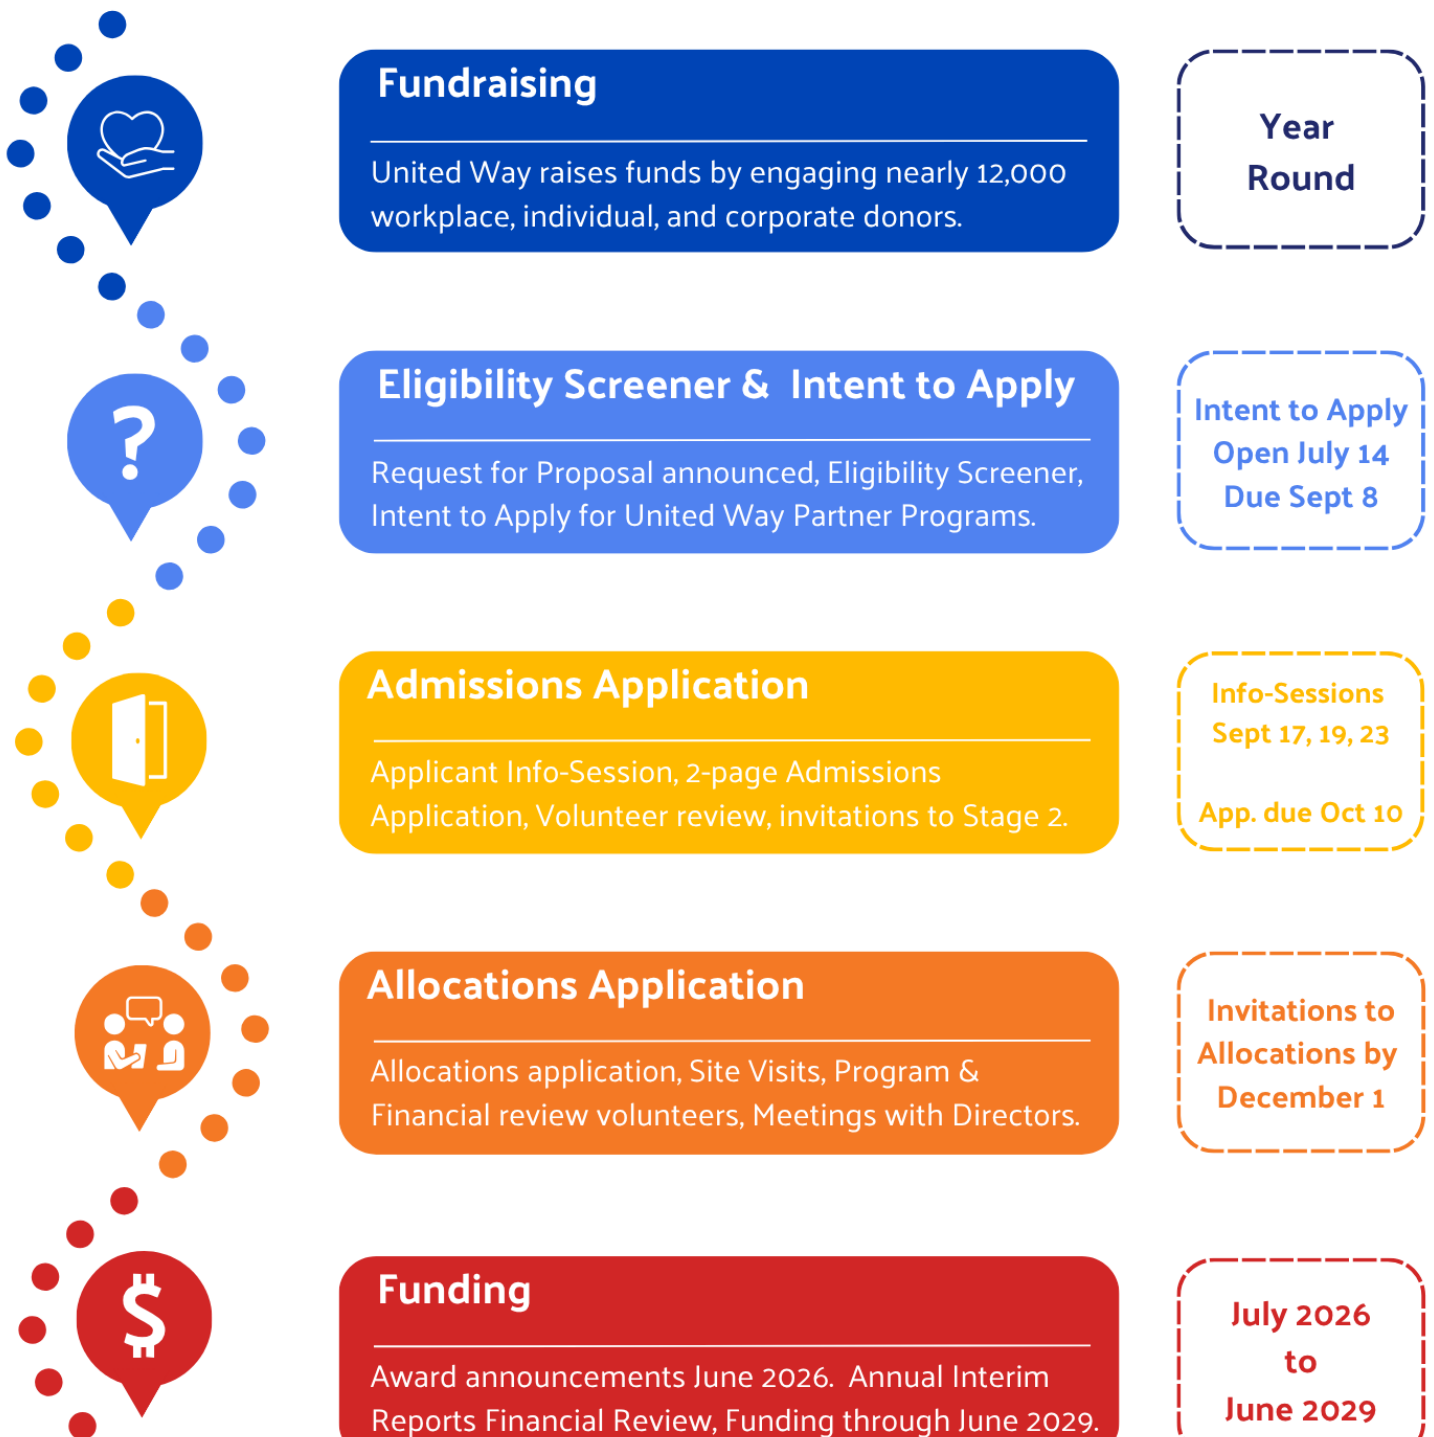 Fundraising
United Way raises funds by engaging nearly 12,000
workplace, individual, and corporate donors.
Year
Round
Eligibility Screener & Intent to Apply
Request for Proposal announced, Eligibility Screener,
Intent to Apply for United Way Partner Programs.
Intent to Apply
Open July 14
Due Sept 8
Admissions Application
Applicant Info-Session, 2-page Admissions
Application, Volunteer review, invitations to Stage 2.
Info-Sessions
Sept 17, 19, 23
App. due Oct 10
Allocations Application
Allocations application, Site Visits, Program &
Financial review volunteers, Meetings with Directors.
Invitations to
Allocations by
December 1
Funding
Award announcements June 2026. Annual Interim
Reports Financial Review, Funding through June 2029.
July 2026
to
June 2029